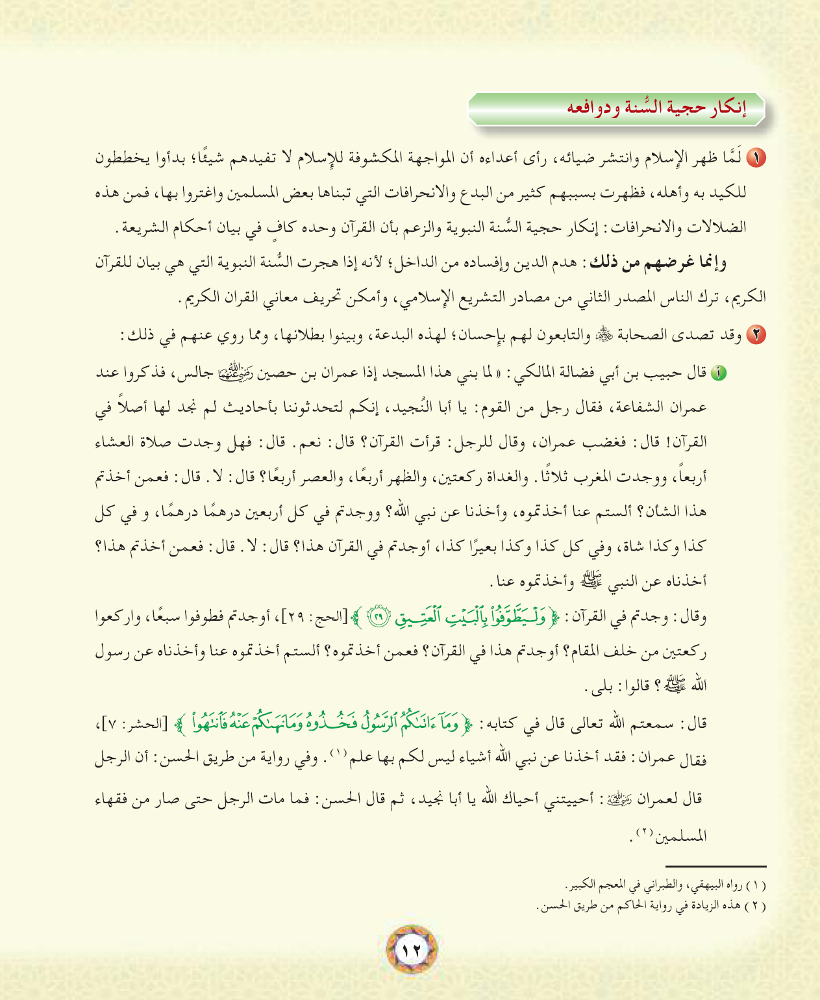 إنكار حجية السُّنة ودوافعه
١ لَمَّا ظهر الإسلام وانتشر ضيائه، رأى أعداءه أن المواجهة المكشوفة للإسلام لا تفيدهم شيئًا؛ بدأوا يخططون
للكيد به وأهله، فظهرت بسببهم كثير من البدع والانحرافات التي تبناها بعض المسلمين واغتروا بها، فمن هذه
الضلالات والانحرافات: إنكار حجية السُّنة النبوية والزعم بأن القرآن وحده كافٍ في بيان أحكام الشريعة.
وإنما غرضهم من ذلك: هدم الدين وإفساده من الداخل؛ لأنه إذا هجرت السُّنة النبوية التي هي بيان للقرآن
الكريم، ترك الناس المصدر الثاني من مصادر التشريع الإسلامي، وأمكن تحريف معاني القران الكريم.
٢ وقد تصدى الصحابة رضي الله عنهم والتابعون لهم بإحسان؛ لهذه البدعة، وبينوا بطلانها، ومما روي عنهم في ذلك:
أ قال حبيب بن أبي فضالة المالكي: «لما بني هذا المسجد إذا عمران بن حصين رضي الله عنهما جالس، فذكروا عند
عمران الشفاعة، فقال رجل من القوم: يا أبا النُجيد، إنكم لتحدثوننا بأحاديث لم نجد لها أصلاً في
القرآن! قال: فغضب عمران، وقال للرجل: قرأت القرآن؟ قال: نعم. قال: فهل وجدت صلاة العشاء
أربعاً، ووجدت المغرب ثلاثًا. والغداة ركعتين، والظهر أربعًا، والعصر أربعًا؟ قال: لا. قال: فعمن أخذتم
هذا الشأن؟ ألستم عنا أخذتموه، وأخذنا عن نبي الله؟ ووجدتم في كل أربعين درهمًا درهمًا، و في كل
كذا وكذا شاة، وفي كل كذا وكذا بعيرًا كذا، أوجدتم في القرآن هذا؟ قال: لا. قال: فعمن أخذتم هذا؟
أخذناه عن النبي ﷺ وأخذتموه عنا.
وقال: وجدتم في القرآن: ﴿وَلْيَطَّوَّفُوا۟ بِٱلْبَيْتِ ٱلْعَتِيقِ ٢٩﴾ [الحج: ٢٩]، أوجدتم فطوفوا سبعًا، واركعوا
ركعتين من خلف المقام؟ أوجدتم هذا في القرآن؟ فعمن أخذتموه؟ ألستم أخذتموه عنا وأخذناه عن رسول
الله ﷺ؟ قالوا: بلى.
قال: سمعتم الله تعالى قال في كتابه: ﴿وَمَآ ءَاتَىٰكُمُ ٱلرَّسُولُ فَخُذُوهُ وَمَا نَهَىٰكُمْ عَنْهُ فَٱنتَهُوا۟﴾ [الحشر: ٧]،
فقال عمران: فقد أخذنا عن نبي الله أشياء ليس لكم بها علم(١). وفي رواية من طريق الحسن: أن الرجل
قال لعمران رضي الله عنه: أحييتني أحياك الله يا أبا نجيد، ثم قال الحسن: فما مات الرجل حتى صار من فقهاء
المسلمين(٢).
(١) رواه البيهقي، والطبراني في المعجم الكبير.
(٢) هذه الزيادة في رواية الحاكم من طريق الحسن.
١٢